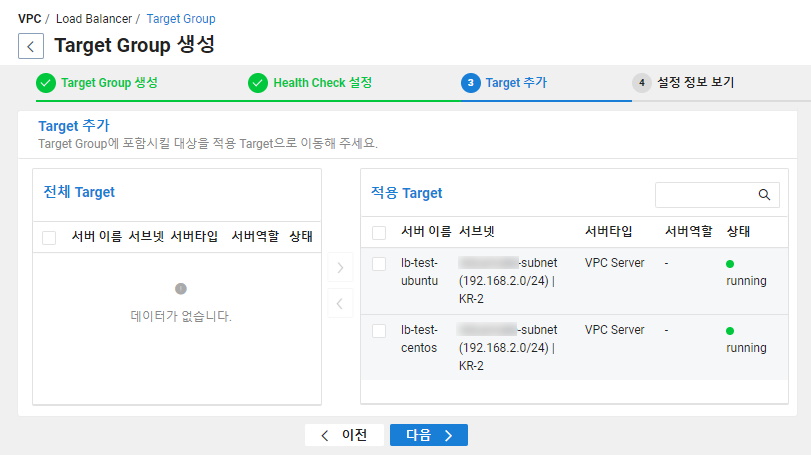 VPC / Load Balancer / Target Group
Target Group 생성
Target Group 생성
Health Check 설정
3 Target 추가
4 설정 정보 보기
Target 추가
Target Group에 포함시킬 대상을 적용 Target으로 이동해 주세요.
전체 Target
서버 이름 서브넷 서버타입 서버역할 상태
데이터가 없습니다.
적용 Target
서버 이름 서브넷 서버타입 서버역할 상태
lb-test- -subnet VPC Server -
ubuntu (192.168.2.0/24) | running
KR-2
lb-test- -subnet VPC Server -
centos (192.168.2.0/24) | running
KR-2
이전
다음